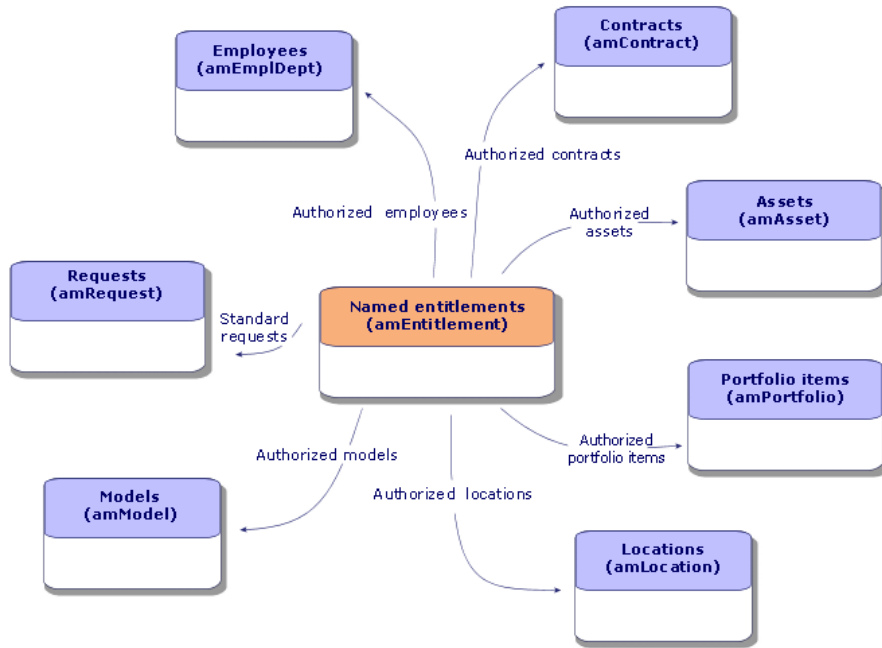 Employees
(amEmplDept)
Contracts
(amContract)
Authorized contracts
Authorized employees
Authorized
assets
Assets
(amAsset)
Requests
(amRequest)
Standard
requests
Named entitlements
(amEntitlement)
Portfolio items
(amPortfolio)
Authorized
portfolio items
Authorized models
Authorized locations
Models
(amModel)
Locations
(amLocation)